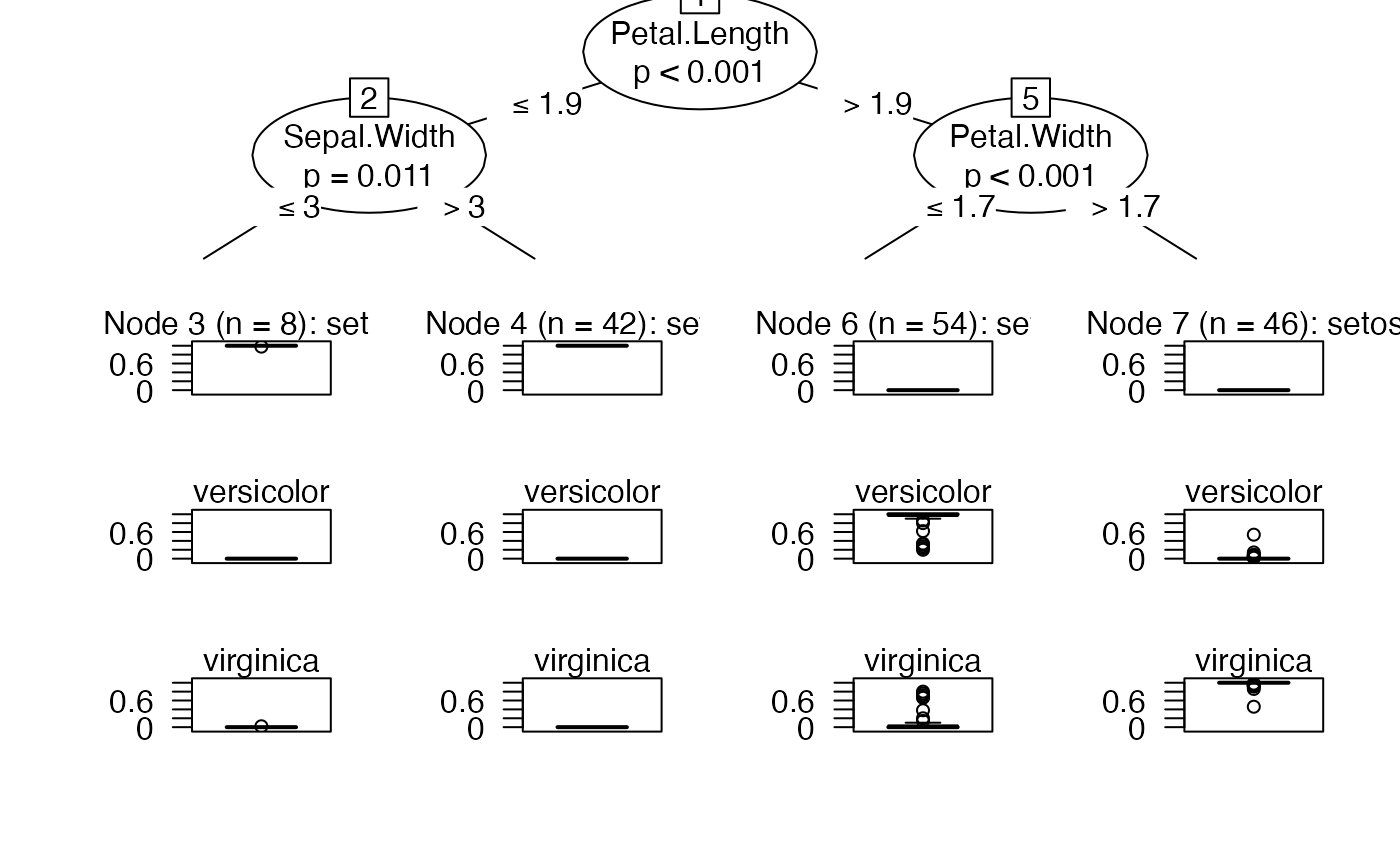 1
Petal.Length
p < 0.001
≤ 1.9
> 1.9
2
Sepal.Width
p = 0.011
≤ 3
> 3
5
Petal.Width
p < 0.001
≤ 1.7
> 1.7
Node 3 (n = 8): set
0.6
0
Node 4 (n = 42): se
0.6
0
Node 6 (n = 54): se
0.6
0
Node 7 (n = 46): setos
0.6
0
versicolor
0.6
0
versicolor
0.6
0
versicolor
0.6
0
versicolor
0.6
0
virginica
0.6
0
virginica
0.6
0
virginica
0.6
0
virginica
0.6
0